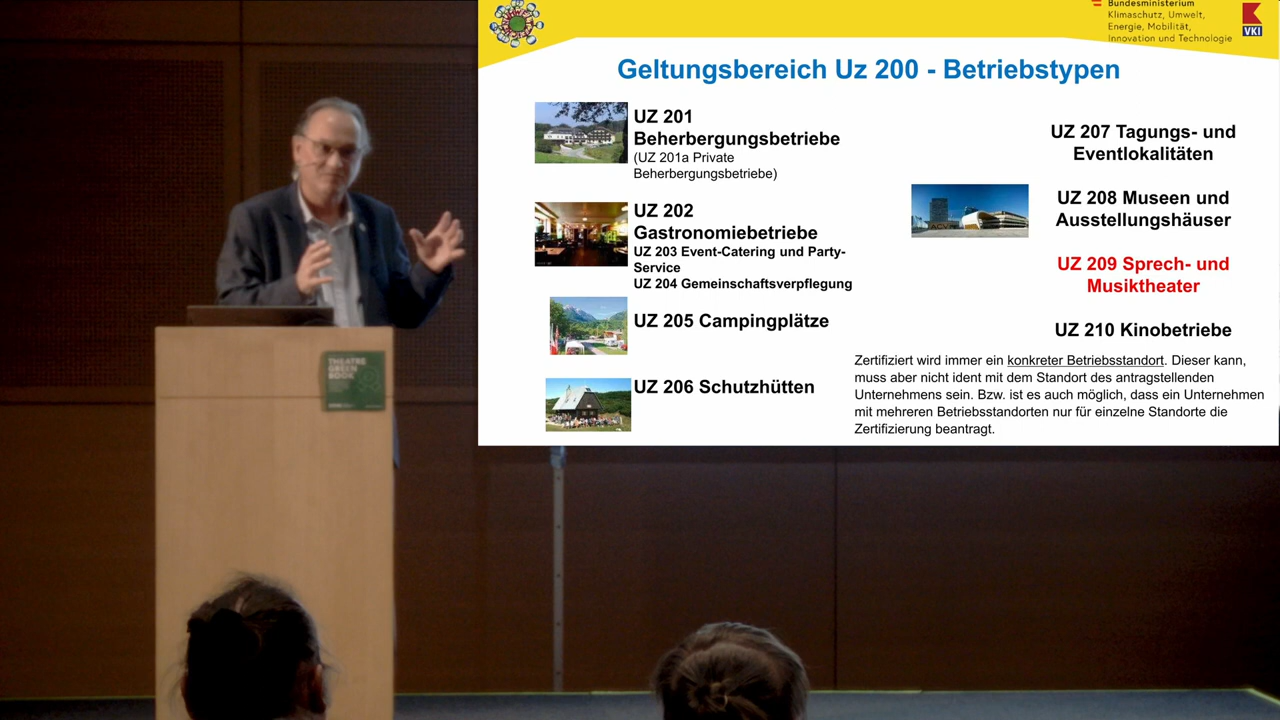 Bundesministerium
Klimaschutz, Umwelt,
Energie, Mobilität,
Innovation und Technologie
VKI
Geltungsbereich Uz 200 - Betriebstypen
UZ 201
Beherbergungsbetriebe
(UZ 201a Private
Beherbergungsbetriebe)
UZ 202
Gastronomiebetriebe
UZ 203 Event-Catering und Party-
Service
UZ 204 Gemeinschaftsverpflegung
UZ 205 Campingplätze
UZ 206 Schutzhütten
UZ 207 Tagungs- und
Eventlokalitäten
UZ 208 Museen und
Ausstellungshäuser
UZ 209 Sprech- und
Musiktheater
UZ 210 Kinobetriebe
Zertifiziert wird immer ein konkreter Betriebsstandort. Dieser kann,
muss aber nicht ident mit dem Standort des antragstellenden
Unternehmens sein. Bzw. ist es auch möglich, dass ein Unternehmen
mit mehreren Betriebsstandorten nur für einzelne Standorte die
Zertifizierung beantragt.
THEATRE
GREEN
BOOK